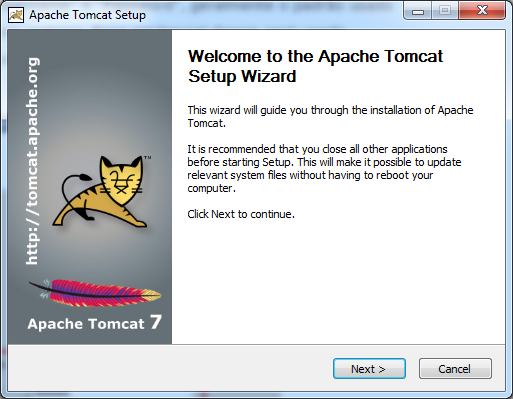 Apache Tomcat Setup
http://tomcat.apache.org
TM
Apache Tomcat 7
Welcome to the Apache Tomcat
Setup Wizard
This wizard will guide you through the installation of Apache
Tomcat.
It is recommended that you close all other applications
before starting Setup. This will make it possible to update
relevant system files without having to reboot your
computer.
Click Next to continue.
Next >
Cancel